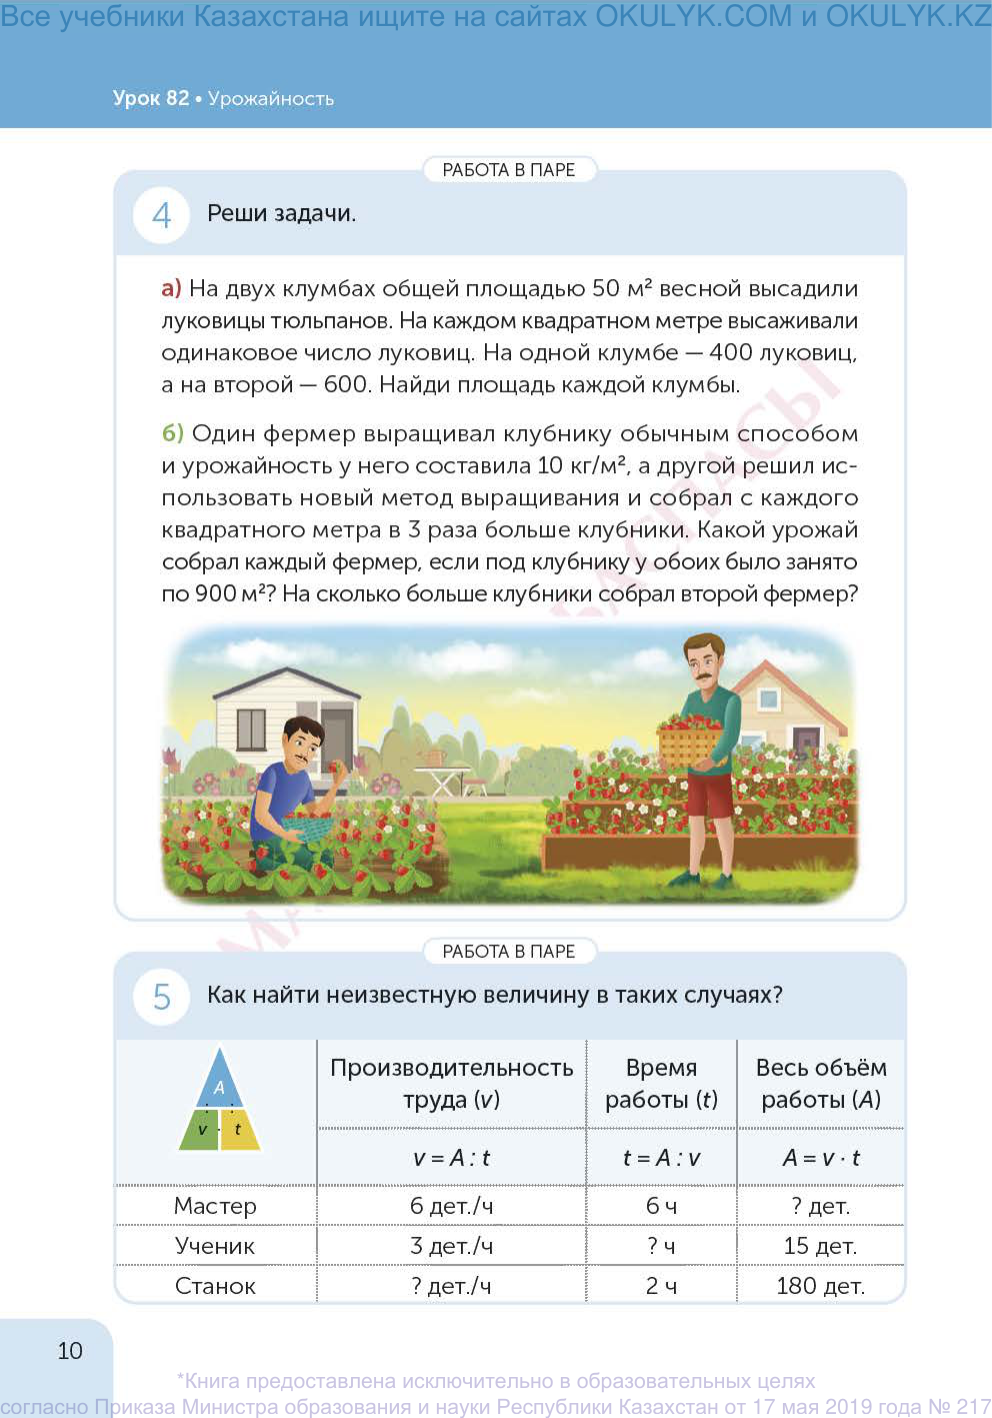 Все учебники Казахстана ищите на сайтах OKULYK.COM и OKULYK.KZ
Урок 82 • Урожайность
РАБОТА В ПАРЕ
4 Реши задачи.
а) На двух клумбах общей площадью 50 м² весной высадили
луковицы тюльпанов. На каждом квадратном метре высаживали
одинаковое число луковиц. На одной клумбе — 400 луковиц,
а на второй — 600. Найди площадь каждой клумбы.
б) Один фермер выращивал клубнику обычным способом
и урожайность у него составила 10 кг/м², а другой решил ис-
пользовать новый метод выращивания и собрал с каждого
квадратного метра в 3 раза больше клубники. Какой урожай
собрал каждый фермер, если под клубнику у обоих было занято
по 900 м²? На сколько больше клубники собрал второй фермер?
РАБОТА В ПАРЕ
5 Как найти неизвестную величину в таких случаях?
Производительность Время Весь объём
труда (v) работы (t) работы (A)
A
v · t
v = A : t t = A : v A = v · t
Мастер 6 дет./ч 6 ч ? дет.
Ученик 3 дет./ч ? ч 15 дет.
Станок ? дет./ч 2 ч 180 дет.
10
*Книга предоставлена исключительно в образовательных целях
согласно Приказа Министра образования и науки Республики Казахстан от 17 мая 2019 года № 217